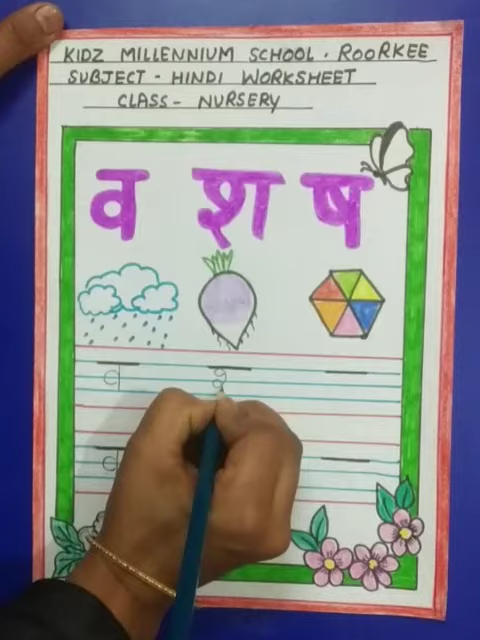 KIDZ MILLENNIUM SCHOOL. ROORKEE
SUBJECT - HINDI WORKSHEET
CLASS- NURSERY
व श ष
व
व